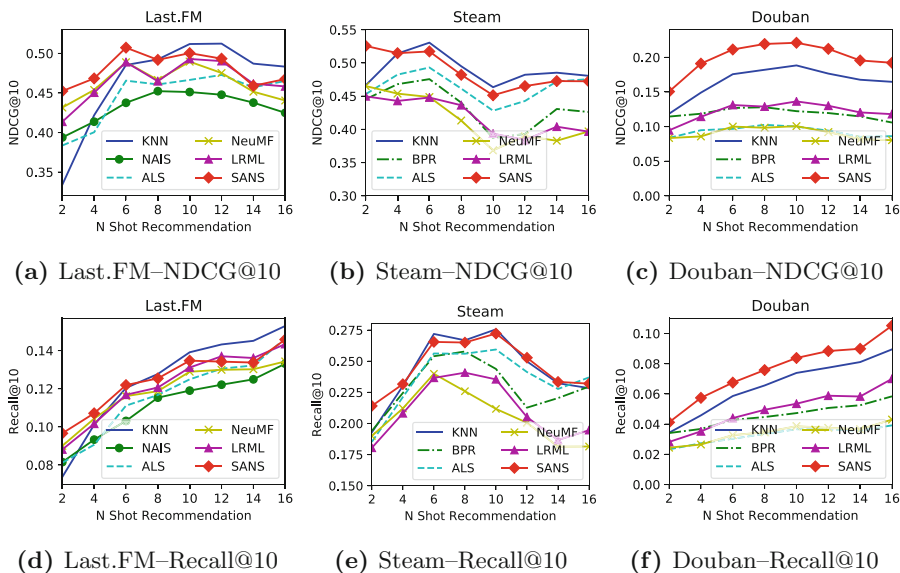 Last.FM
NDCG@10
0.50
0.45
0.40
0.35
KNN
NAIS
ALS
NeuMF
LRML
SANS
2 4 6 8 10 12 14 16
N Shot Recommendation
(a) Last.FM–NDCG@10
Steam
NDCG@10
0.55
0.50
0.45
0.40
0.35
0.30
KNN
BPR
ALS
NeuMF
LRML
SANS
2 4 6 8 10 12 14 16
N Shot Recommendation
(b) Steam–NDCG@10
Douban
NDCG@10
0.20
0.15
0.10
0.05
0.00
KNN
BPR
ALS
NeuMF
LRML
SANS
2 4 6 8 10 12 14 16
N Shot Recommendation
(c) Douban–NDCG@10
Last.FM
Recall@10
0.14
0.12
0.10
0.08
KNN
NAIS
ALS
NeuMF
LRML
SANS
2 4 6 8 10 12 14 16
N Shot Recommendation
(d) Last.FM–Recall@10
Steam
Recall@10
0.275
0.250
0.225
0.200
0.175
0.150
KNN
BPR
ALS
NeuMF
LRML
SANS
2 4 6 8 10 12 14 16
N Shot Recommendation
(e) Steam–Recall@10
Douban
Recall@10
0.10
0.08
0.06
0.04
0.02
0.00
KNN
BPR
ALS
NeuMF
LRML
SANS
2 4 6 8 10 12 14 16
N Shot Recommendation
(f) Douban–Recall@10